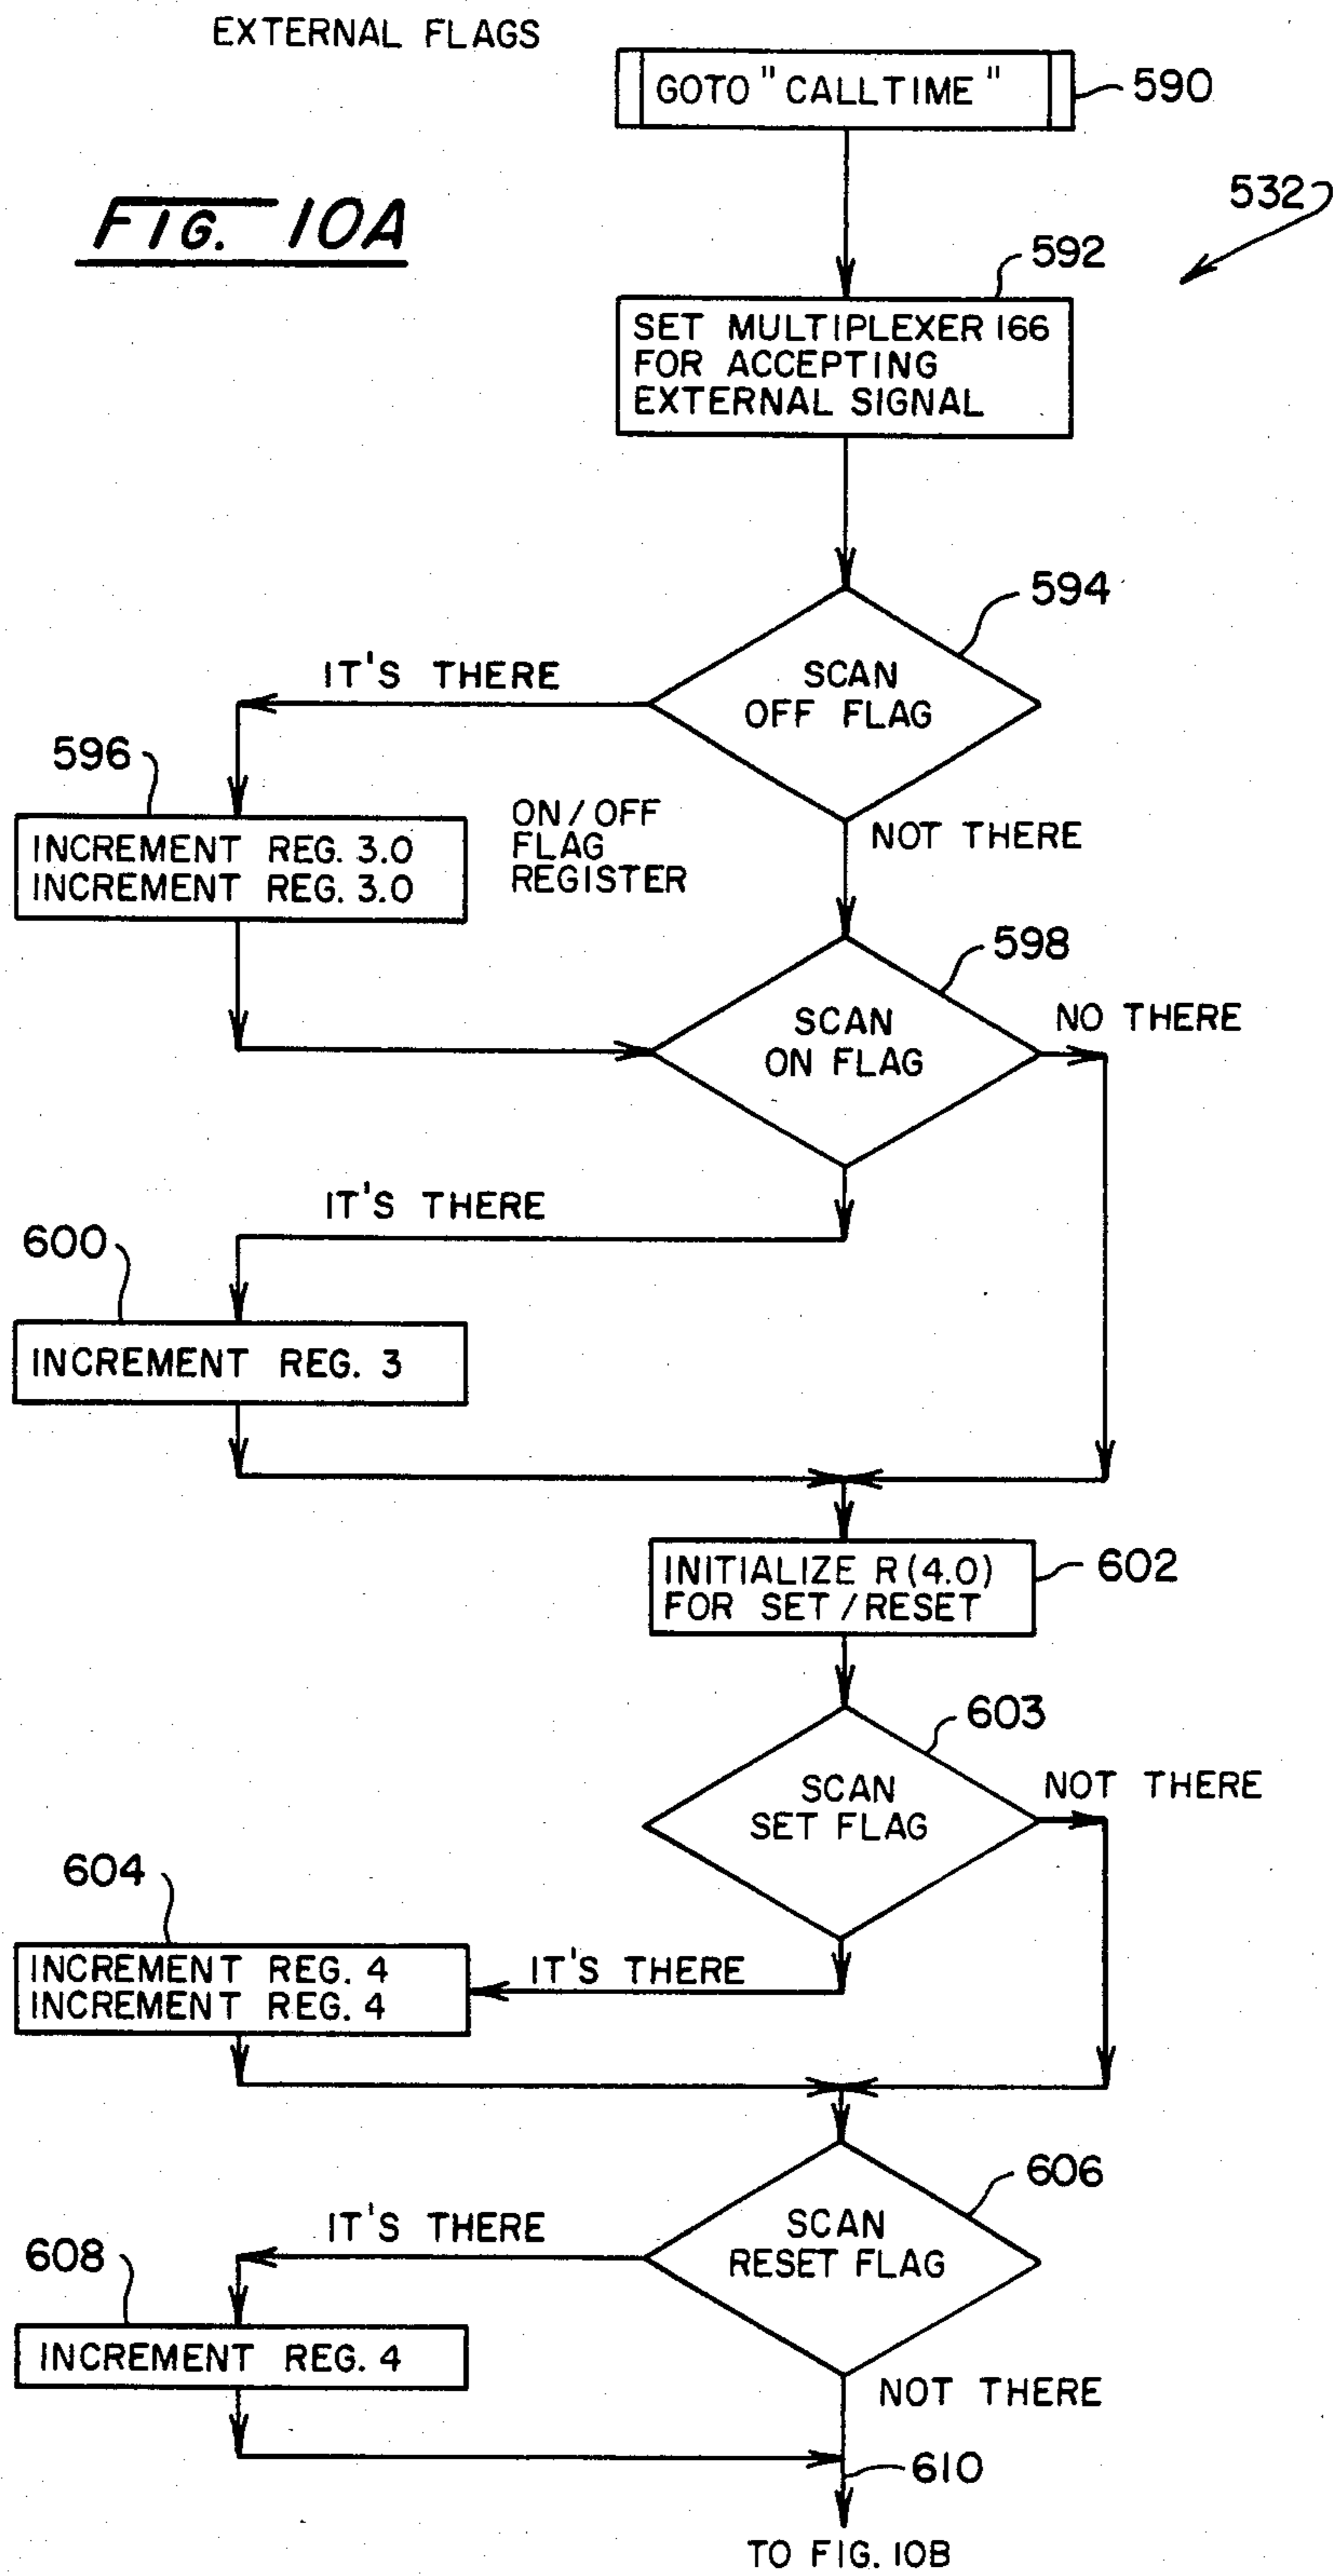 EXTERNAL FLAGS
GOTO "CALLTIME"
590
532
FIG. 10A
592
SET MULTIPLEXER 166
FOR ACCEPTING
EXTERNAL SIGNAL
594
SCAN
OFF FLAG
IT'S THERE
596
INCREMENT REG. 3.0
INCREMENT REG. 3.0
ON/OFF
FLAG
REGISTER
NOT THERE
598
SCAN
ON FLAG
NO THERE
IT'S THERE
600
INCREMENT REG. 3
INITIALIZE R(4.0)
FOR SET/RESET
602
603
SCAN
SET FLAG
NOT THERE
604
INCREMENT REG. 4
INCREMENT REG. 4
IT'S THERE
606
SCAN
RESET FLAG
IT'S THERE
608
INCREMENT REG. 4
NOT THERE
610
TO FIG. 10B